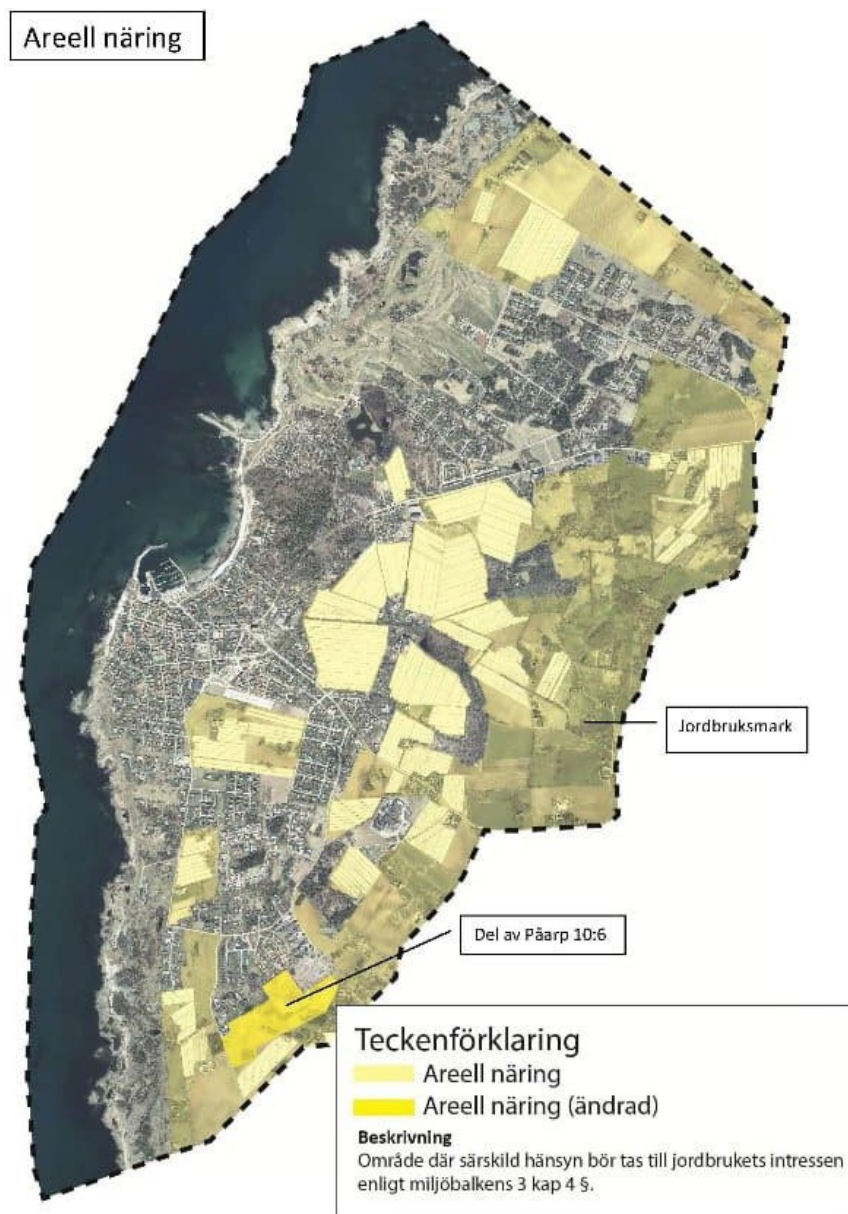 Areell näring
Jordbruksmark
Del av Påarp 10:6
Teckenförklaring
Areell näring
Areell näring (ändrad)
Beskrivning
Område där särskild hänsyn bör tas till jordbrukets intressen
enligt miljöbalkens 3 kap 4 §.